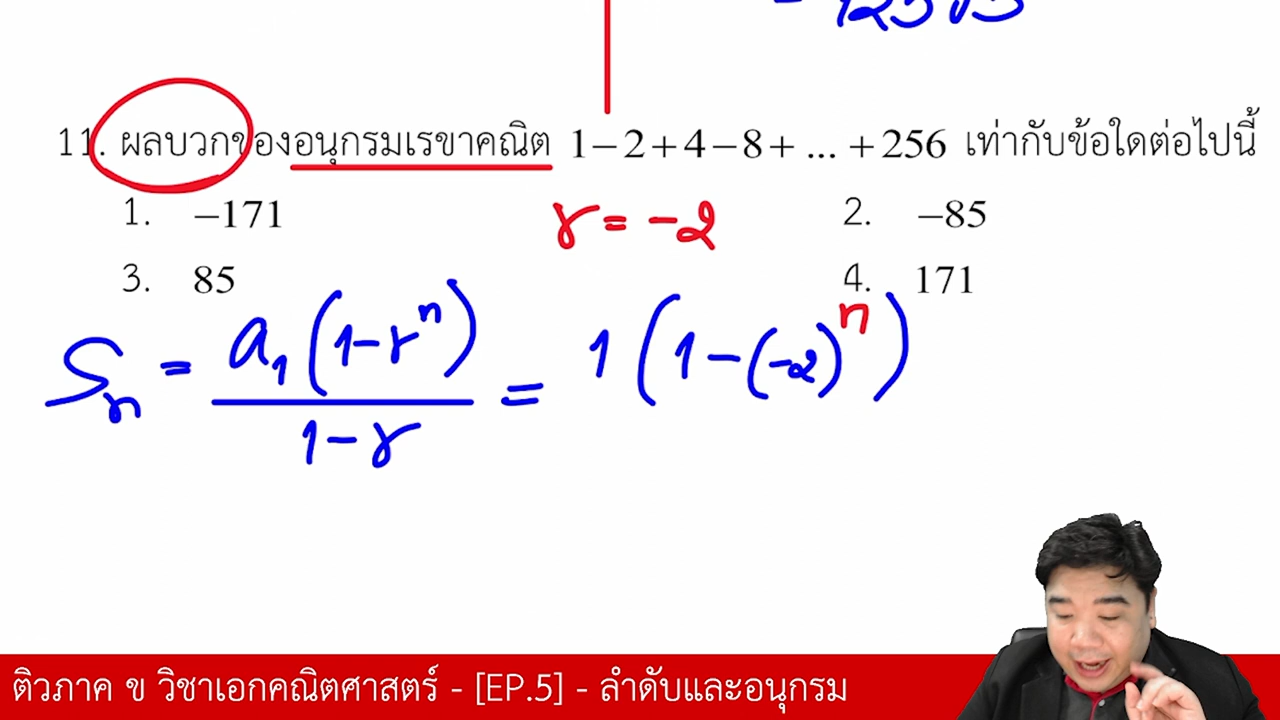 = 125√5
11. ผลบวกของอนุกรมเรขาคณิต 1−2+4−8+ ... +256 เท่ากับข้อใดต่อไปนี้
1. −171 r = -2 2. −85
3. 85 4. 171
Sₙ = a₁(1-rⁿ) / 1-r = 1(1-(-2)ⁿ)
ติวภาค ข วิชาเอกคณิตศาสตร์ - [EP.5] - ลำดับและอนุกรม